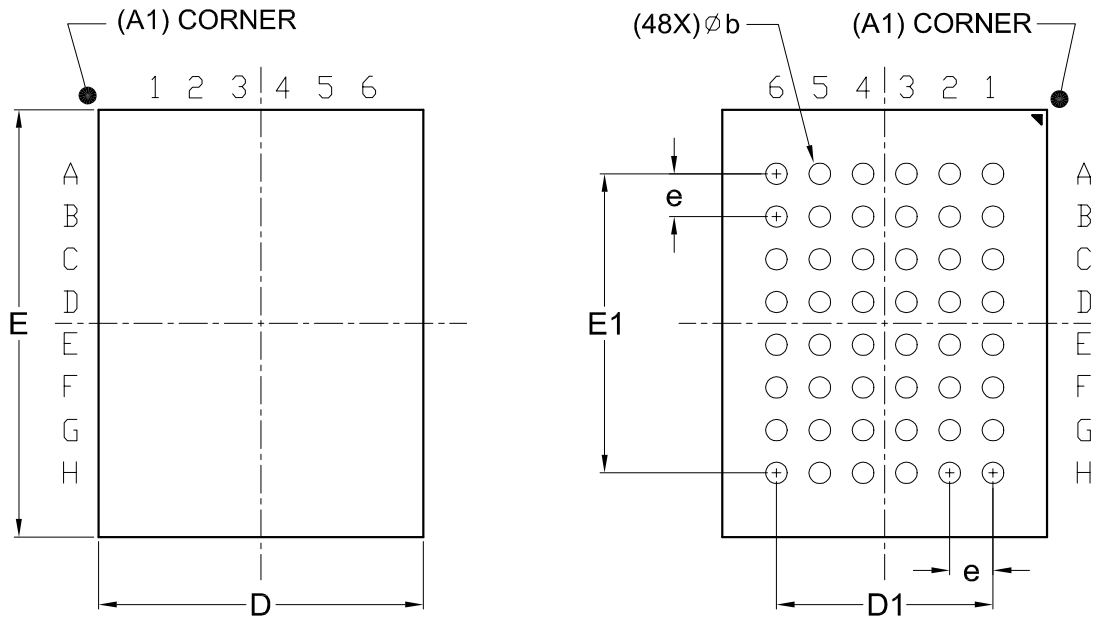 (A1) CORNER
1 2 3 4 5 6
A
B
C
D
E
F
G
H
E
D
(48X) ⌀ b
(A1) CORNER
6 5 4 3 2 1
A
B
C
D
E
F
G
H
e
E1
e
D1